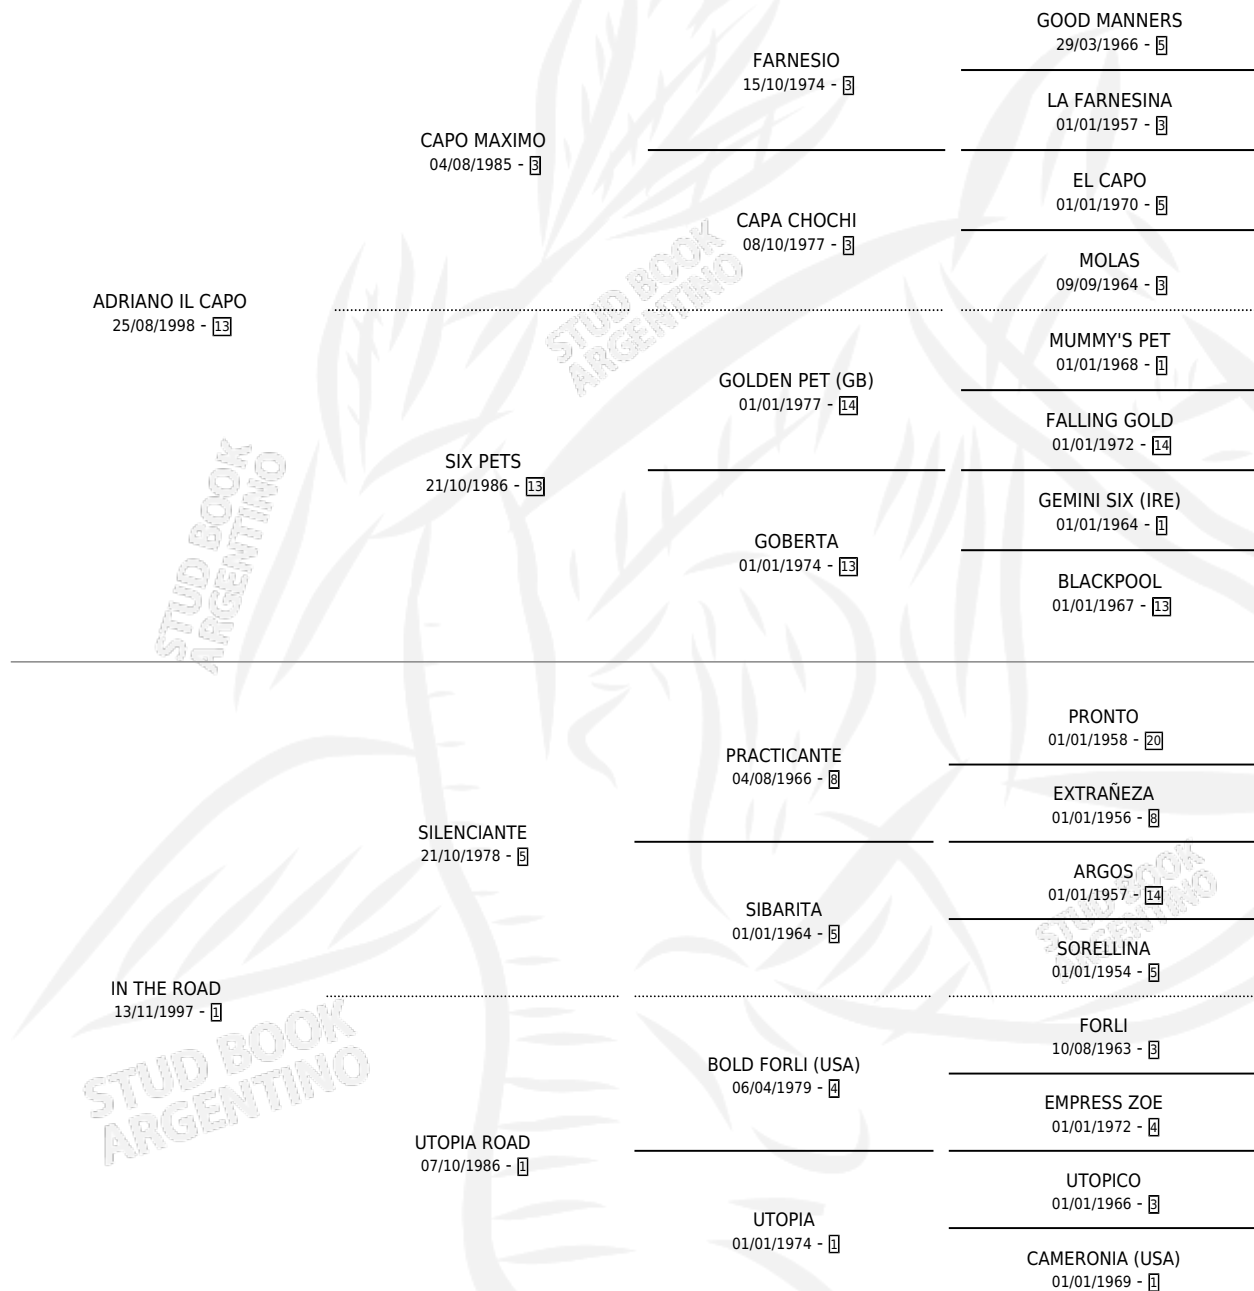 GOOD MANNERS
29/03/1966 - 5
FARNESIO
15/10/1974 - 3
LA FARNESINA
01/01/1957 - 3
CAPO MAXIMO
04/08/1985 - 3
EL CAPO
01/01/1970 - 5
CAPA CHOCHI
08/10/1977 - 3
MOLAS
09/09/1964 - 3
ADRIANO IL CAPO
25/08/1998 - 13
MUMMY'S PET
01/01/1968 - 1
GOLDEN PET (GB)
01/01/1977 - 14
FALLING GOLD
01/01/1972 - 14
SIX PETS
21/10/1986 - 13
GEMINI SIX (IRE)
01/01/1964 - 1
GOBERTA
01/01/1974 - 13
BLACKPOOL
01/01/1967 - 13
PRONTO
01/01/1958 - 20
PRACTICANTE
04/08/1966 - 8
EXTRAÑEZA
01/01/1956 - 8
SILENCIANTE
21/10/1978 - 5
ARGOS
01/01/1957 - 14
SIBARITA
01/01/1964 - 5
SORELLINA
01/01/1954 - 5
IN THE ROAD
13/11/1997 - 1
FORLI
10/08/1963 - 3
BOLD FORLI (USA)
06/04/1979 - 4
EMPRESS ZOE
01/01/1972 - 4
UTOPIA ROAD
07/10/1986 - 1
UTOPICO
01/01/1966 - 3
UTOPIA
01/01/1974 - 1
CAMERONIA (USA)
01/01/1969 - 1
STUD BOOK
ARGENTINO
STUD BOOK
ARGENTINO
STUD BOOK
ARGENTINO
STUD BOOK
ARGENTINO